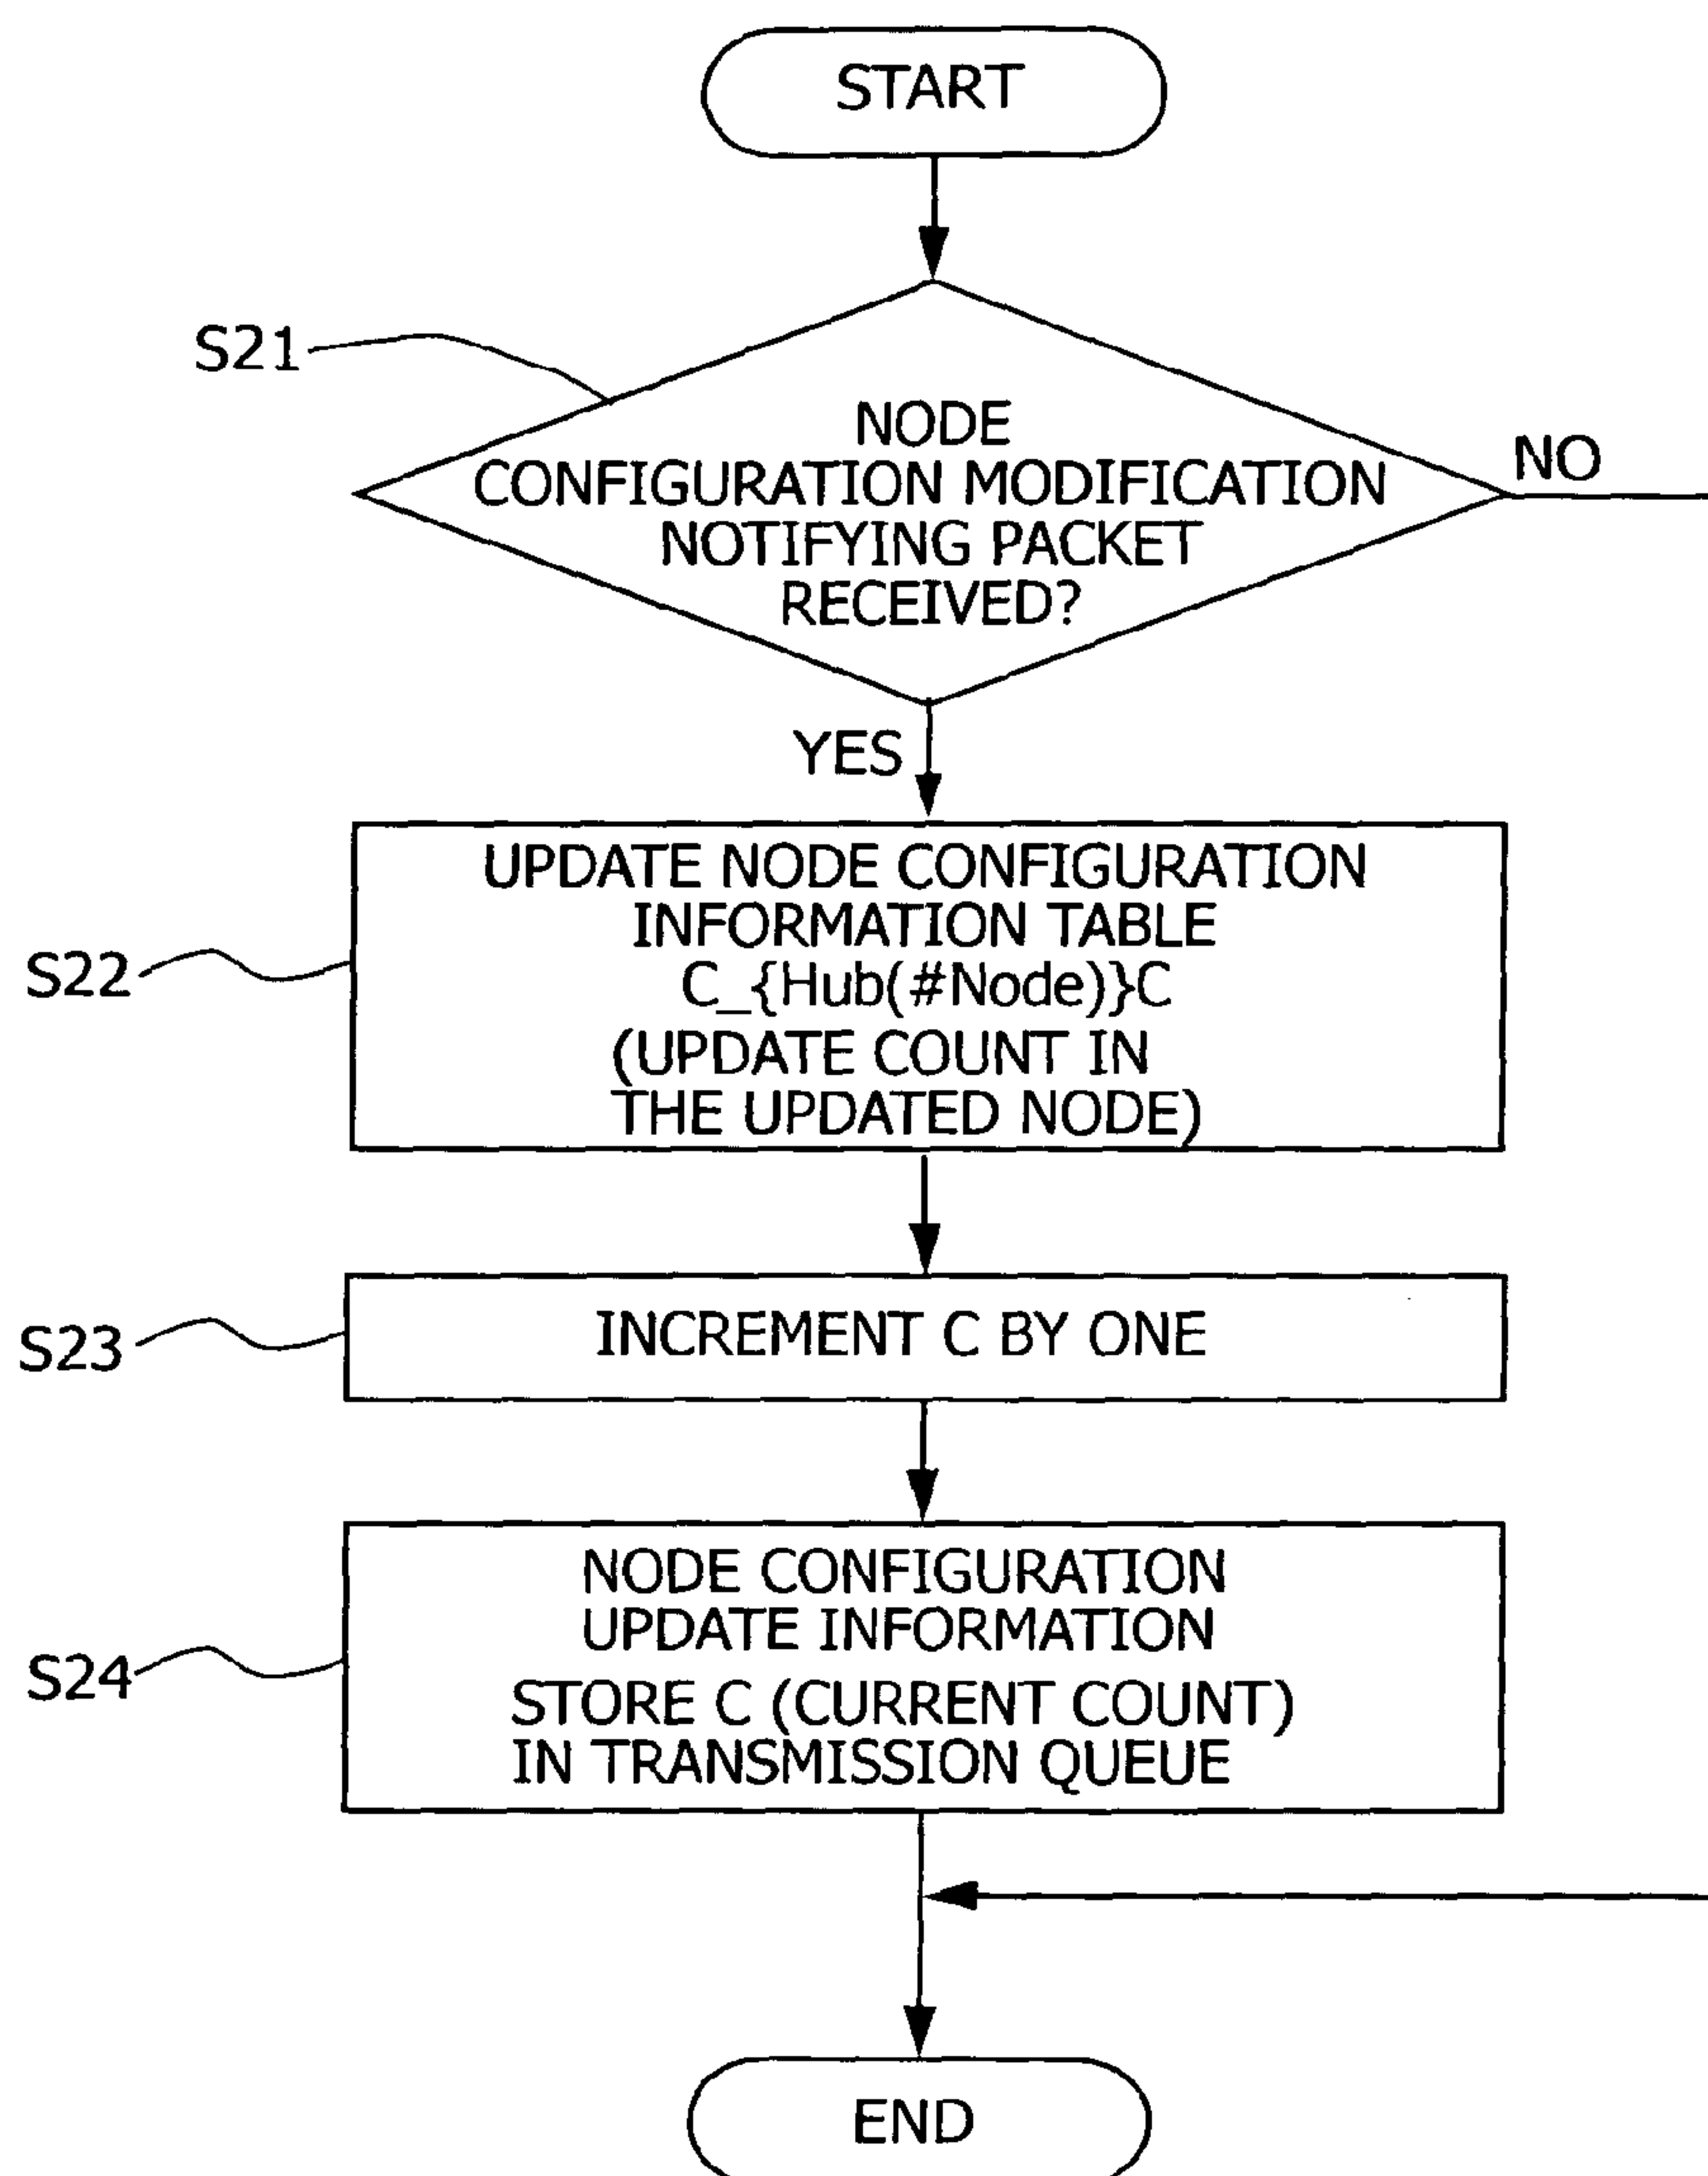 START
S21
NODE
CONFIGURATION MODIFICATION
NOTIFYING PACKET
RECEIVED?
NO
YES
S22
UPDATE NODE CONFIGURATION
INFORMATION TABLE
C_{Hub(#Node)}C
(UPDATE COUNT IN
THE UPDATED NODE)
S23
INCREMENT C BY ONE
S24
NODE CONFIGURATION
UPDATE INFORMATION
STORE C (CURRENT COUNT)
IN TRANSMISSION QUEUE
END